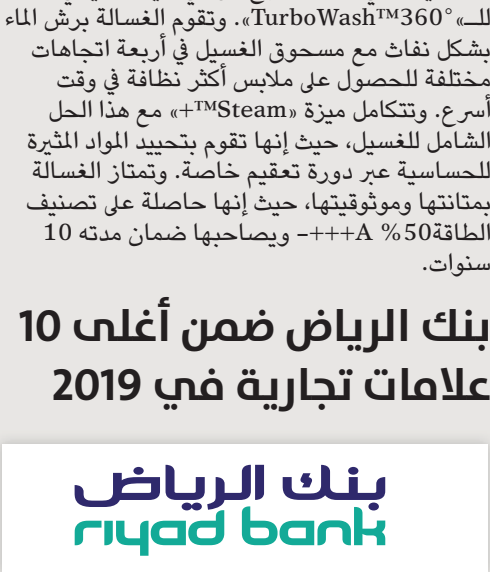 للــ»TurboWash™360°». وتقوم الغسالة برش الماء
بشكل نفاث مع مسحوق الغسيل في أربعة اتجاهات
مختلفة للحصول على ملابس أكثر نظافة في وقت
أسرع. وتتكامل ميزة «Steam™+» مع هذا الحل
الشامل للغسيل، حيث إنها تقوم بتحييد المواد المثيرة
للحساسية عبر دورة تعقيم خاصة. وتمتاز الغسالة
بمتانتها وموثوقيتها، حيث إنها حاصلة على تصنيف
الطاقة50% A+++- ويصاحبها ضمان مدته 10
سنوات.
بنك الرياض ضمن أغلى 10
علامات تجارية في 2019
بنك الرياض
riyad bank